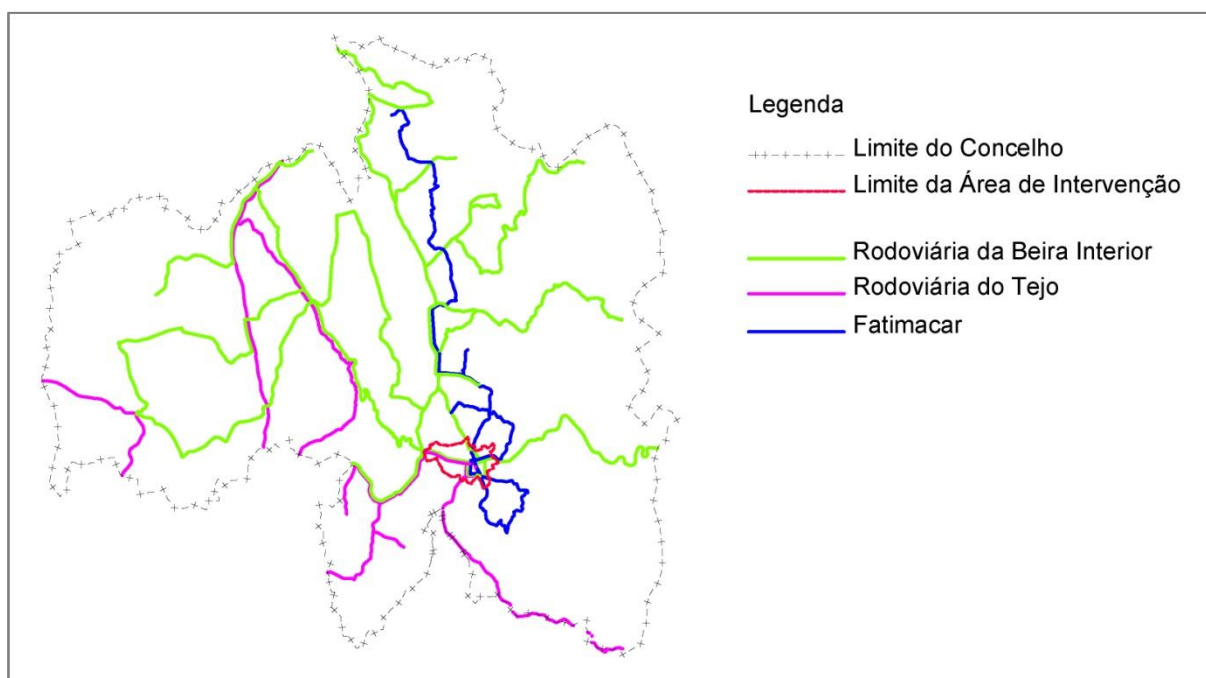 Legenda
Limite do Concelho
Limite da Área de Intervenção
Rodoviária da Beira Interior
Rodoviária do Tejo
Fatimacar